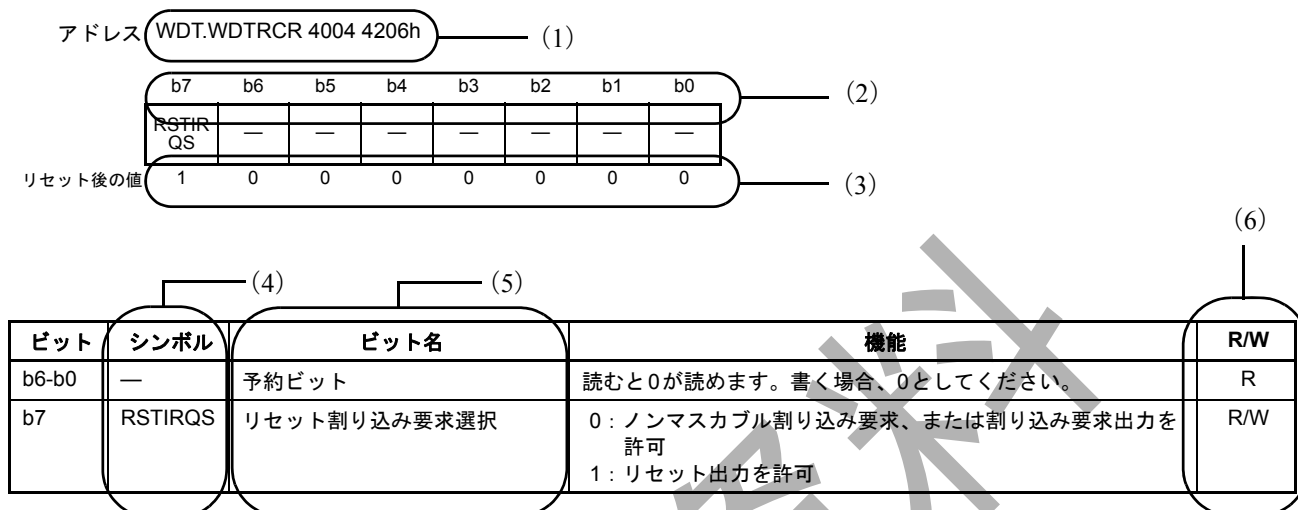 アドレス WDT.WDTRCR 4004 4206h (1)
b7 b6 b5 b4 b3 b2 b1 b0 (2)
RSTIR
QS — — — — — — —
リセット後の値 1 0 0 0 0 0 0 0 (3)
(6)
(4) (5)
ビット シンボル ビット名 機能 R/W
b6-b0 — 予約ビット 読むと0が読めます。書く場合、0としてください。 R
b7 RSTIRQS リセット割り込み要求選択 0:ノンマスカブル割り込み要求、または割り込み要求出力を R/W
許可
1:リセット出力を許可